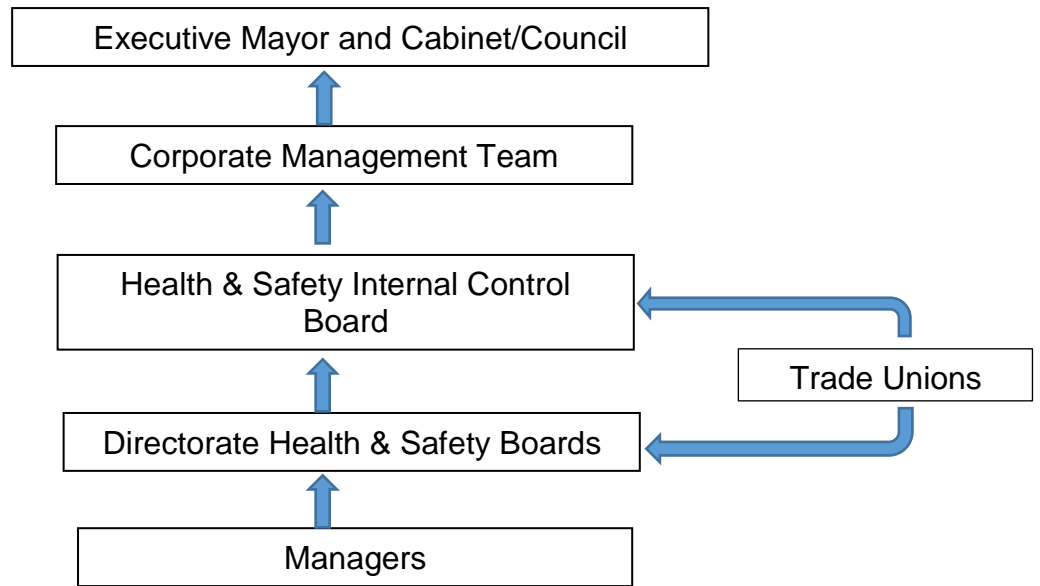 Executive Mayor and Cabinet/Council
Corporate Management Team
Health & Safety Internal Control
Board
Trade Unions
Directorate Health & Safety Boards
Managers